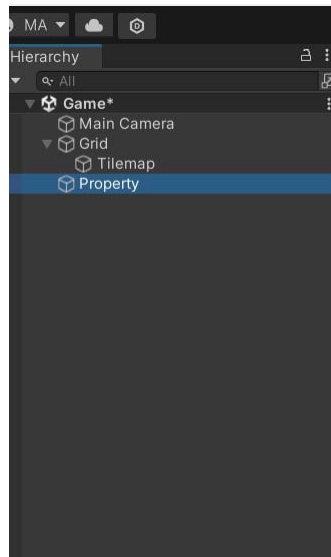 MA
Hierarchy
All
Game*
Main Camera
Grid
Tilemap
Property